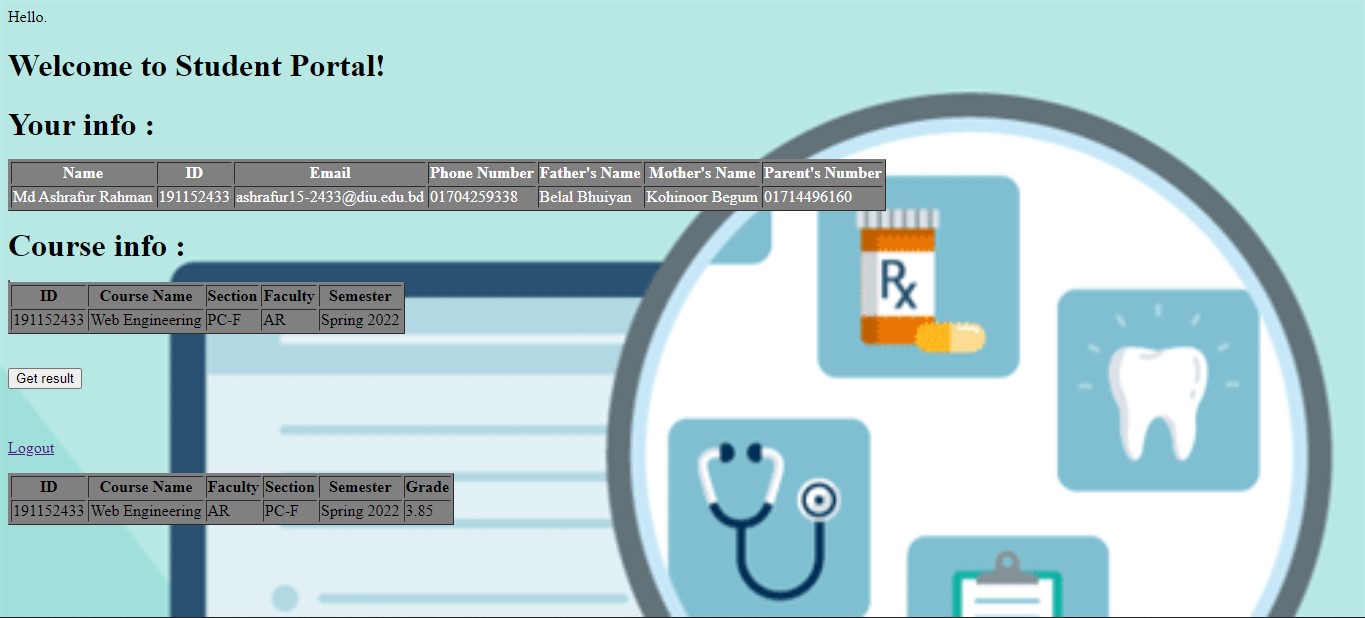 Hello.
Welcome to Student Portal!
Your info :
Name ID Email Phone Number Father's Name Mother's Name Parent's Number
Md Ashrafur Rahman 191152433 ashrafur15-2433@diu.edu.bd 01704259338 Belal Bhuiyan Kohinoor Begum 01714496160
Course info :
ID Course Name Section Faculty Semester
191152433 Web Engineering PC-F AR Spring 2022
Get result
Logout
ID Course Name Faculty Section Semester Grade
191152433 Web Engineering AR PC-F Spring 2022 3.85
Rx